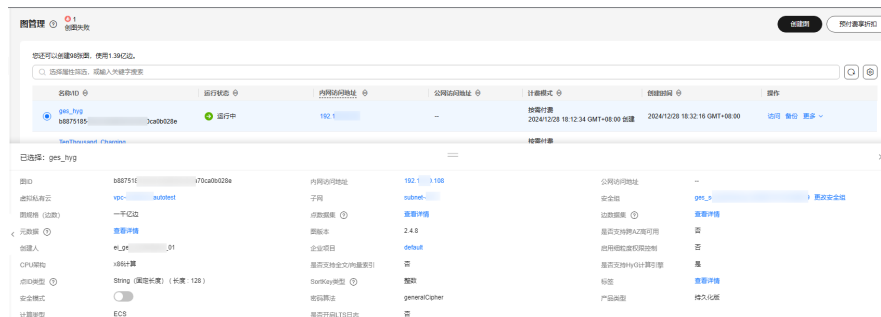 图管理 1 创图失败 创建图 预付费享折扣
您还可以创建98张图，使用1.39亿边。
选择属性筛选，或输入关键字搜索
名称/ID 运行状态 内网访问地址 公网访问地址 计费模式 创建时间 操作
ges_hyg 运行中 192.1 -- 按需付费 2024/12/28 18:32:16 GMT+08:00 访问 备份 更多
b8875185- 0ca0b028e 2024/12/28 18:12:34 GMT+08:00 创建
TenThousand_Charging 按需付费
已选择：ges_hyg
图ID b887518 70ca0b028e 内网访问地址 192.1 .108 公网访问地址 --
虚拟私有云 vpc- autotest 子网 subnet- 安全组 ges_s 更改安全组
图规格（边数） 一千亿边 点数据集 查看详情 边数据集 查看详情
元数据 查看详情 图版本 2.4.8 是否支持跨AZ高可用 否
创建人 ei_ge _01 企业项目 default 启用细粒度权限控制 否
CPU架构 x86计算 是否支持全文/向量索引 否 是否支持HyG计算引擎 是
点ID类型 String（固定长度）（长度：128） SortKey类型 整数 标签 查看详情
安全模式 密码算法 generalCipher 产品类型 持久化版
计算类型 ECS 是否开启LTS日志 否